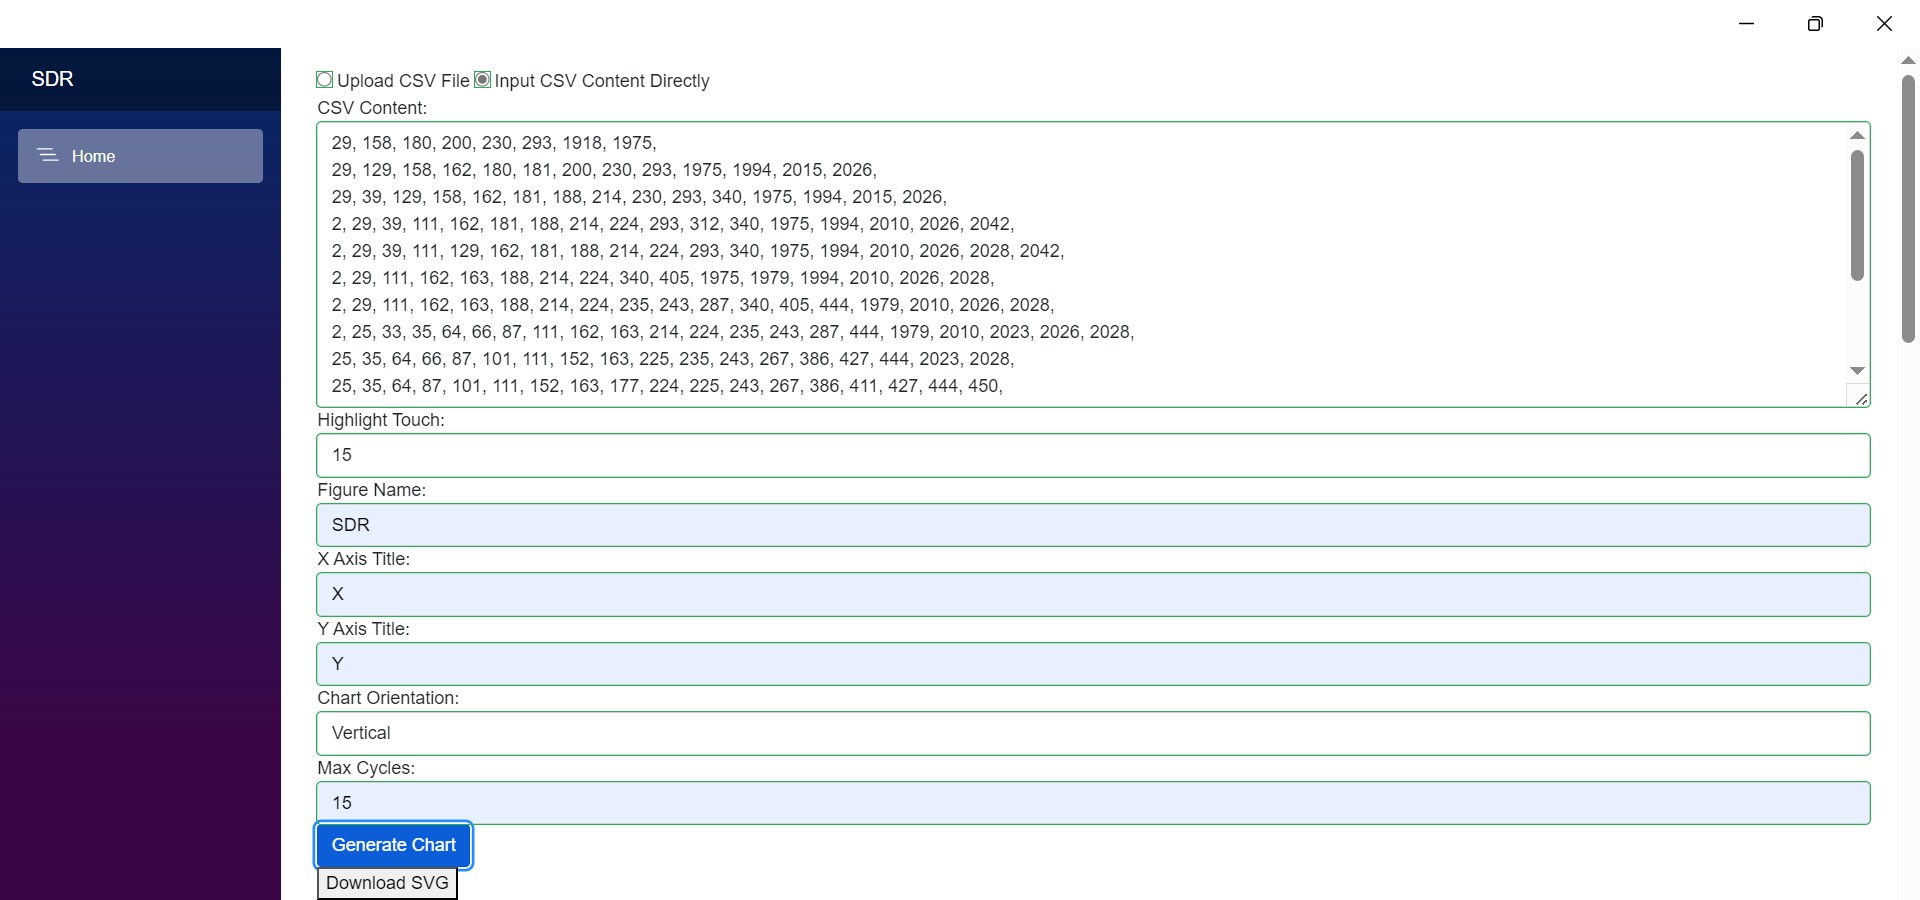 SDR
Home
Upload CSV File Input CSV Content Directly
CSV Content:
29, 158, 180, 200, 230, 293, 1918, 1975,
29, 129, 158, 162, 180, 181, 200, 230, 293, 1975, 1994, 2015, 2026,
29, 39, 129, 158, 162, 181, 188, 214, 230, 293, 340, 1975, 1994, 2015, 2026,
2, 29, 39, 111, 162, 181, 188, 214, 224, 293, 312, 340, 1975, 1994, 2010, 2026, 2042,
2, 29, 39, 111, 129, 162, 181, 188, 214, 224, 293, 340, 1975, 1994, 2010, 2026, 2028, 2042,
2, 29, 111, 162, 163, 188, 214, 224, 340, 405, 1975, 1979, 1994, 2010, 2026, 2028,
2, 29, 111, 162, 163, 188, 214, 224, 235, 243, 287, 340, 405, 444, 1979, 2010, 2026, 2028,
2, 25, 33, 35, 64, 66, 87, 111, 162, 163, 214, 224, 235, 243, 287, 444, 1979, 2010, 2023, 2026, 2028,
25, 35, 64, 66, 87, 101, 111, 152, 163, 225, 235, 243, 267, 386, 427, 444, 2023, 2028,
25, 35, 64, 87, 101, 111, 152, 163, 177, 224, 225, 243, 267, 386, 411, 427, 444, 450,
Highlight Touch:
15
Figure Name:
SDR
X Axis Title:
X
Y Axis Title:
Y
Chart Orientation:
Vertical
Max Cycles:
15
Generate Chart
Download SVG